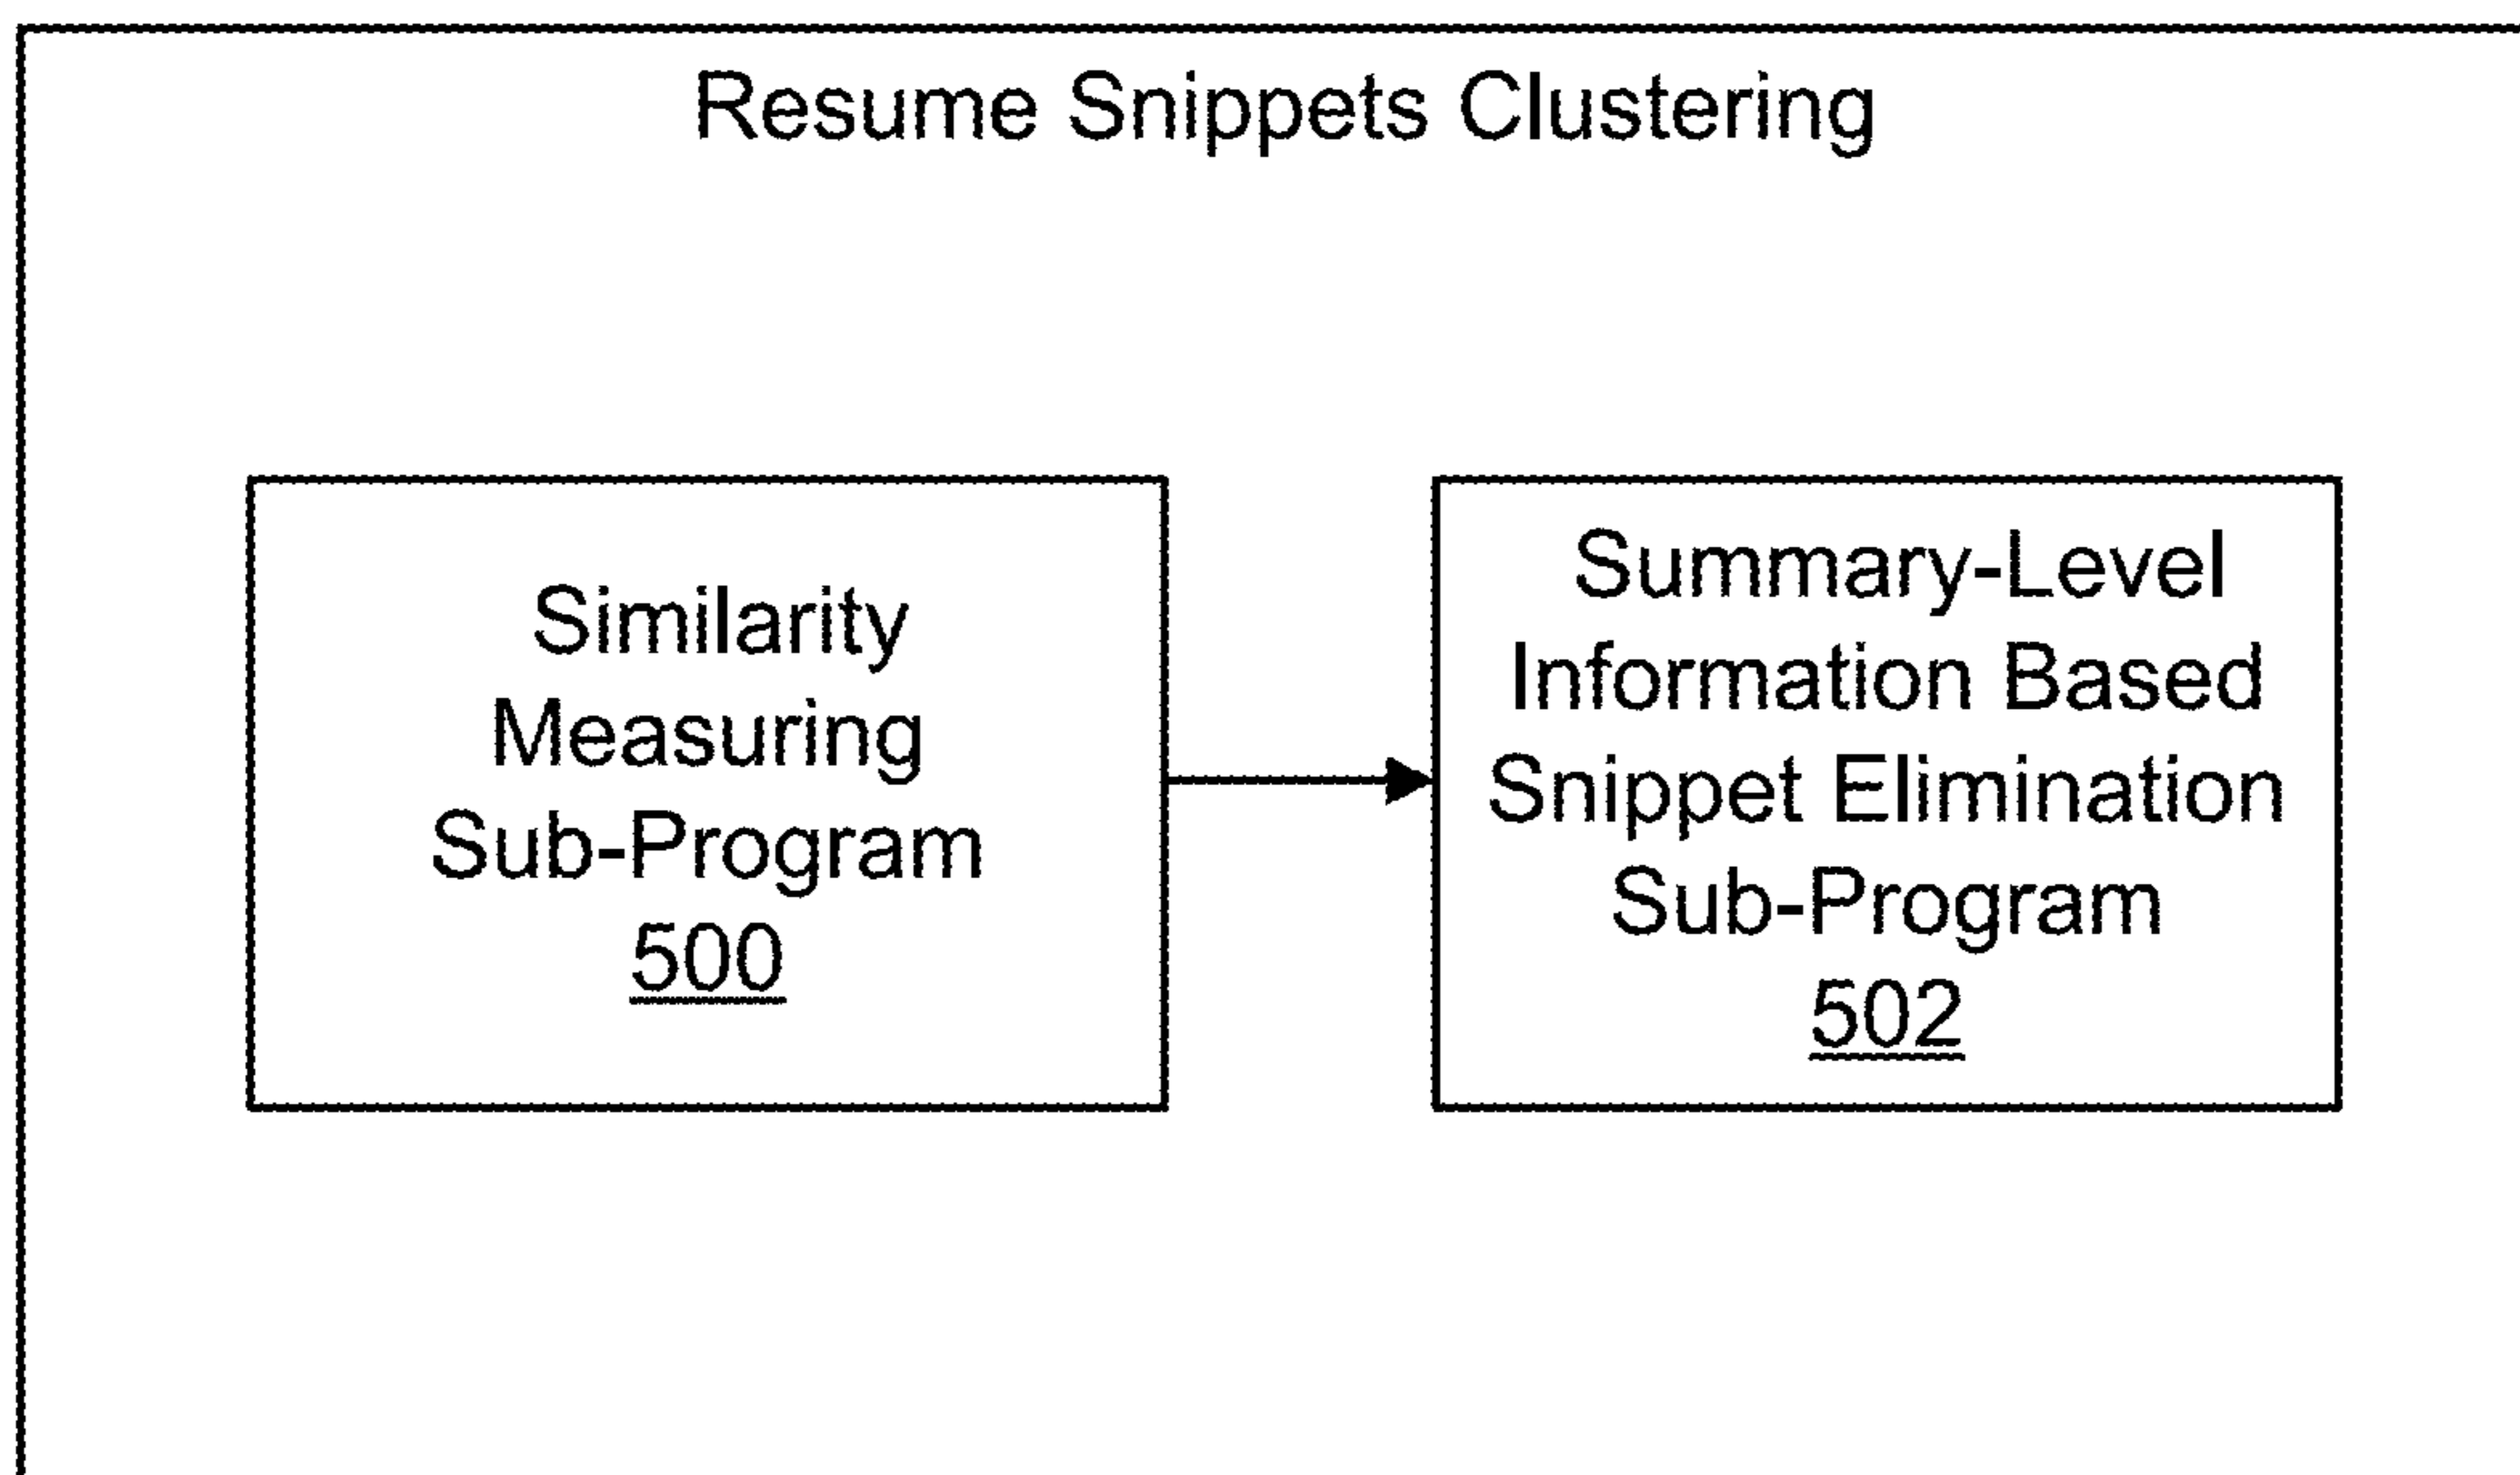 Resume Snippets Clustering
Similarity
Measuring
Sub-Program
500
Summary-Level
Information Based
Snippet Elimination
Sub-Program
502